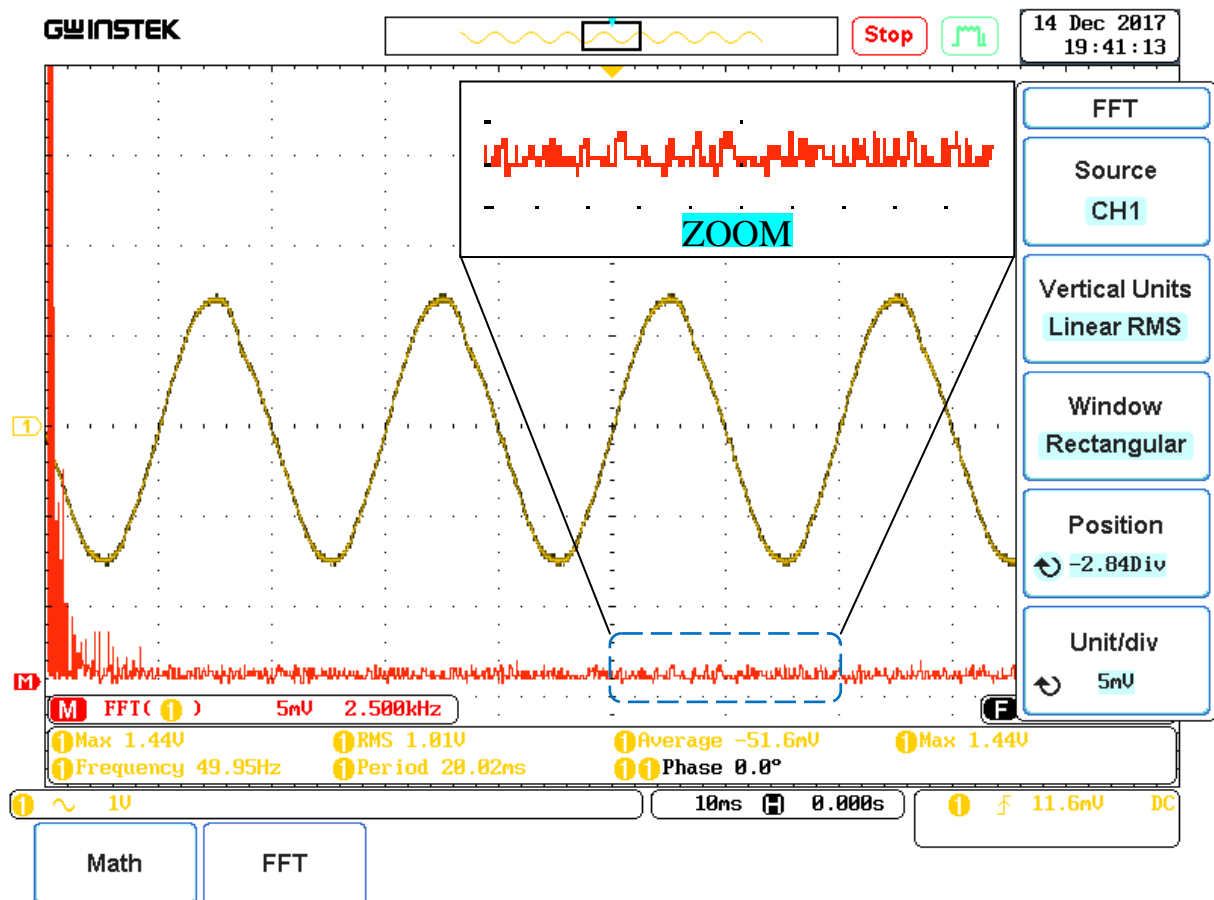 GWINSTEK
Stop
14 Dec 2017
19:41:13
FFT
Source
CH1
Vertical Units
Linear RMS
Window
Rectangular
Position
-2.84Div
Unit/div
5mV
ZOOM
1
M
M FFT( 1 ) 5mV 2.500kHz
F
1 Max 1.44V 1 RMS 1.01V 1 Average -51.6mV 1 Max 1.44V
1 Frequency 49.95Hz 1 Period 20.02ms 1 1 Phase 0.0°
1 ~ 1V 10ms H 0.000s 1 11.6mV DC
Math FFT